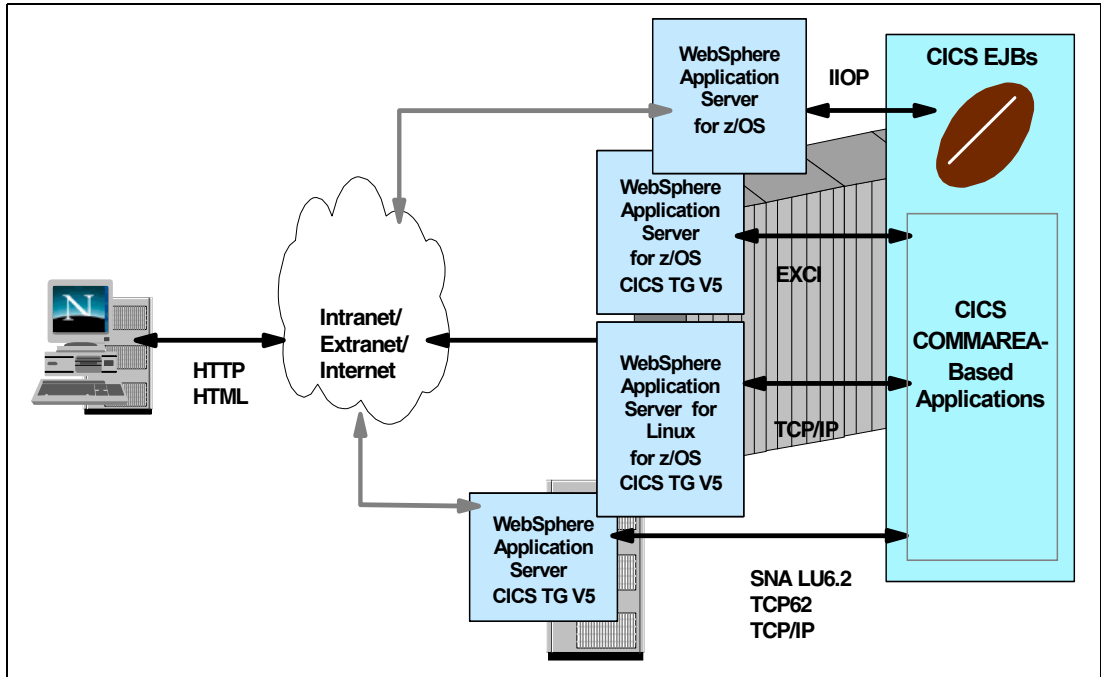 WebSphere
Application
Server
for z/OS
IIOP
CICS EJBs
WebSphere
Application
Server
for z/OS
CICS TG V5
EXCI
N
HTTP
HTML
Intranet/
Extranet/
Internet
WebSphere
Application
Server for
Linux
for z/OS
CICS TG V5
TCP/IP
CICS
COMMAREA-
Based
Applications
WebSphere
Application
Server
CICS TG V5
SNA LU6.2
TCP62
TCP/IP